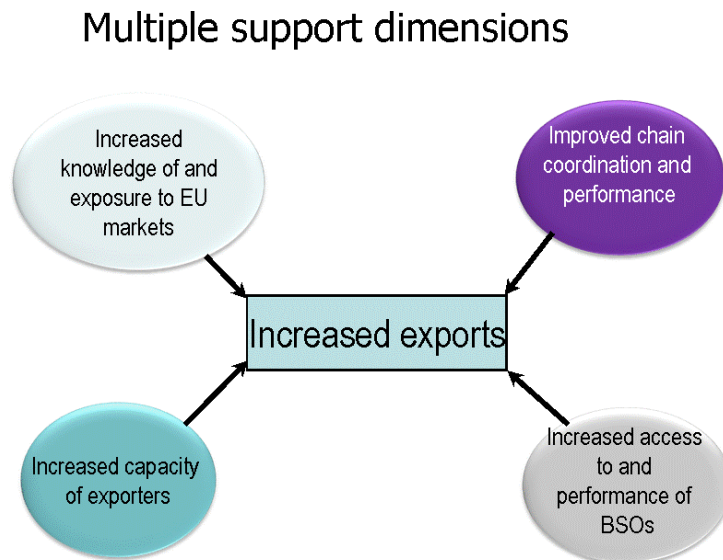 Multiple support dimensions
Increased
knowledge of and
exposure to EU
markets
Improved chain
coordination and
performance
Increased exports
Increased capacity
of exporters
Increased access
to and
performance of
BSOs